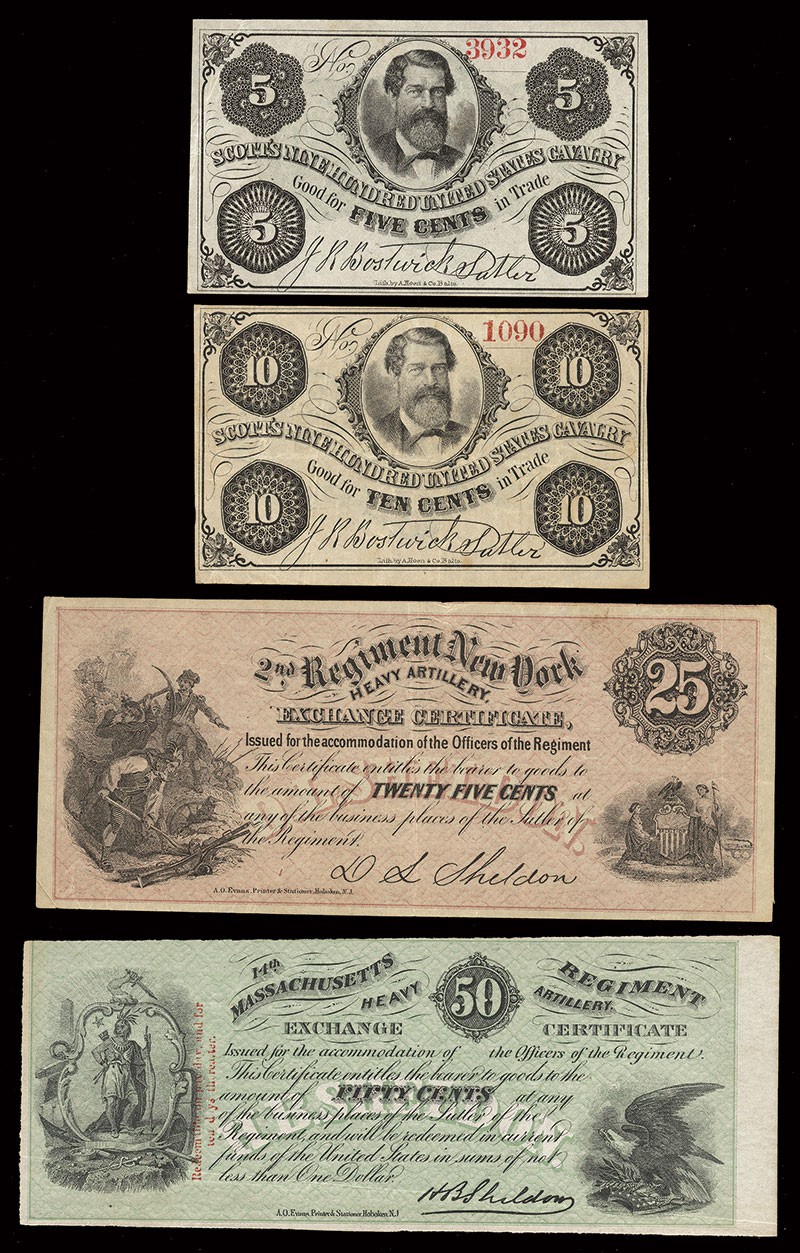 5 No. 3932 5
SCOTT'S NINE HUNDRED UNITED STATES CAVALRY
Good for FIVE CENTS in Trade
5 5
J R Bostwick Sutler
Lith. by A. Hoen & Co. Balto.
10 No. 1090 10
SCOTT'S NINE HUNDRED UNITED STATES CAVALRY
Good for TEN CENTS in Trade
10 10
J R Bostwick Sutler
Lith. by A. Hoen & Co. Balto.
2nd Regiment New York
HEAVY ARTILLERY,
25
EXCHANGE CERTIFICATE,
Issued for the accommodation of the Officers of the Regiment
This Certificate entitles the bearer to goods to
the amount of TWENTY FIVE CENTS at
any of the business places of the Sutler of
the Regiment.
D S Sheldon
A.O. Evans, Printer & Stationer, Hoboken, N.J.
14th MASSACHUSETTS 50 REGIMENT
HEAVY ARTILLERY.
EXCHANGE CERTIFICATE
Issued for the accommodation of the Officers of the Regiment.
This Certificate entitles the bearer to goods to the
amount of FIFTY CENTS at any
of the business places of the Sutler of the
Regiment, and will be redeemed in current
funds of the United States in sums of not
less than One Dollar.
H B Sheldon
A.O. Evans, Printer & Stationer, Hoboken, N.J.